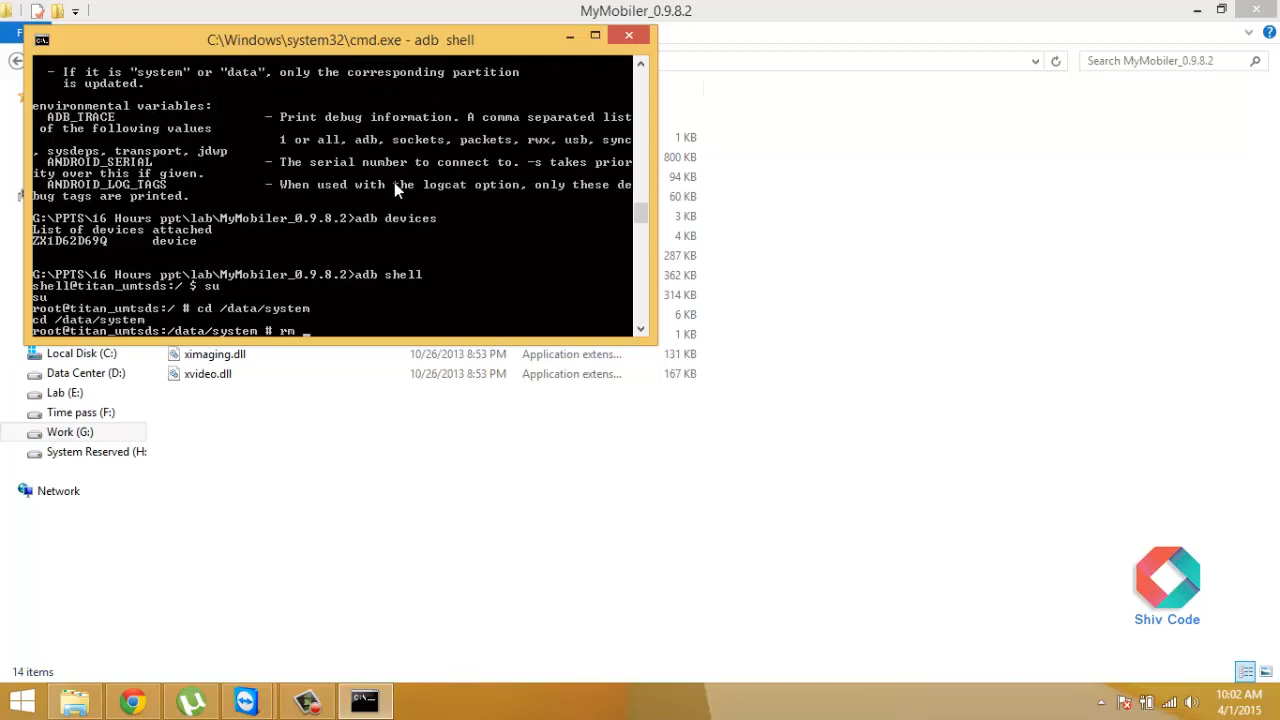 MyMobiler_0.9.8.2
C:\Windows\system32\cmd.exe - adb shell
- If it is "system" or "data", only the corresponding partition
is updated.
environmental variables:
ADB_TRACE - Print debug information. A comma separated list
of the following values
1 or all, adb, sockets, packets, rwx, usb, sync
, sysdeps, transport, jdwp
ANDROID_SERIAL - The serial number to connect to. -s takes prior
ity over this if given.
ANDROID_LOG_TAGS - When used with the logcat option, only these de
bug tags are printed.
G:\PPTS\16 Hours ppt\lab\MyMobiler_0.9.8.2>adb devices
List of devices attached
ZX1D62D69Q device
G:\PPTS\16 Hours ppt\lab\MyMobiler_0.9.8.2>adb shell
shell@titan_umtsds:/ $ su
su
root@titan_umtsds:/ # cd /data/system
cd /data/system
root@titan_umtsds:/data/system # rm _
F
Search MyMobiler_0.9.8.2
1 KB
800 KB
94 KB
60 KB
3 KB
4 KB
287 KB
362 KB
314 KB
6 KB
1 KB
Local Disk (C:)
ximaging.dll 10/26/2013 8:53 PM Application extens... 131 KB
Data Center (D:)
xvideo.dll 10/26/2013 8:53 PM Application extens... 167 KB
Lab (E:)
Time pass (F:)
Work (G:)
System Reserved (H:
Network
Shiv Code
14 items
10:02 AM
4/1/2015